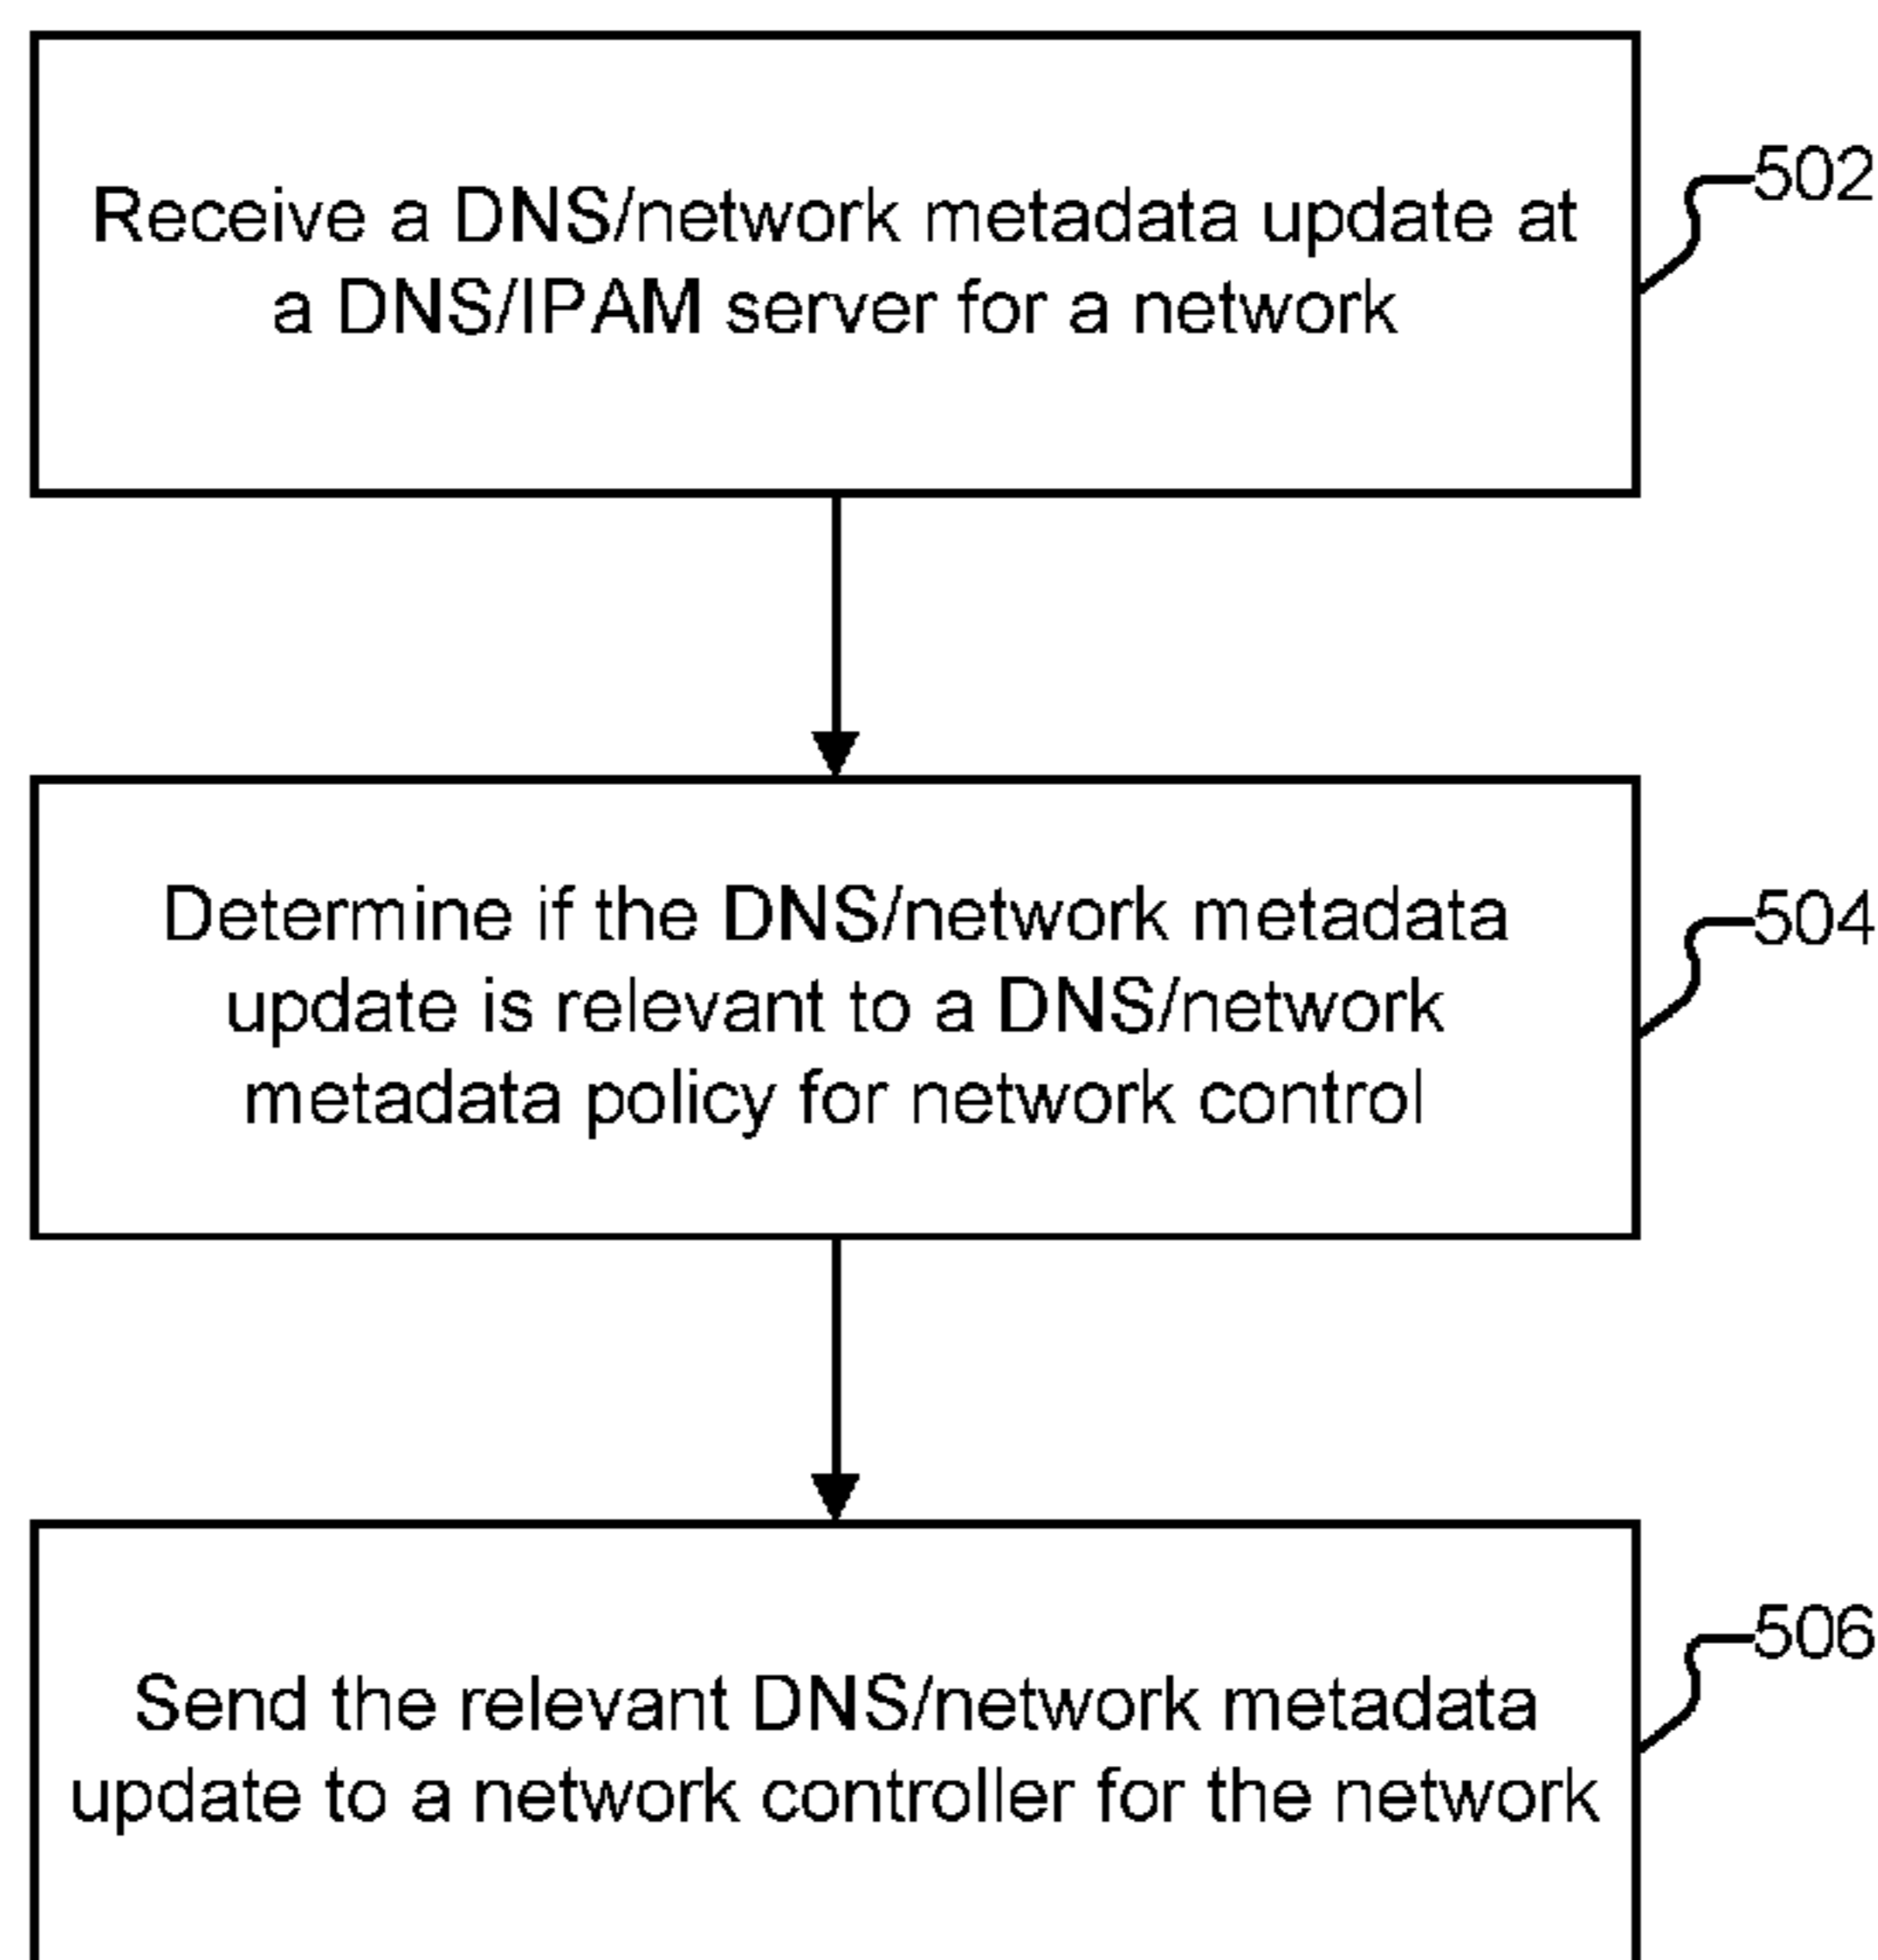 Receive a DNS/network metadata update at
a DNS/IPAM server for a network
502
Determine if the DNS/network metadata
update is relevant to a DNS/network
metadata policy for network control
504
Send the relevant DNS/network metadata
update to a network controller for the network
506